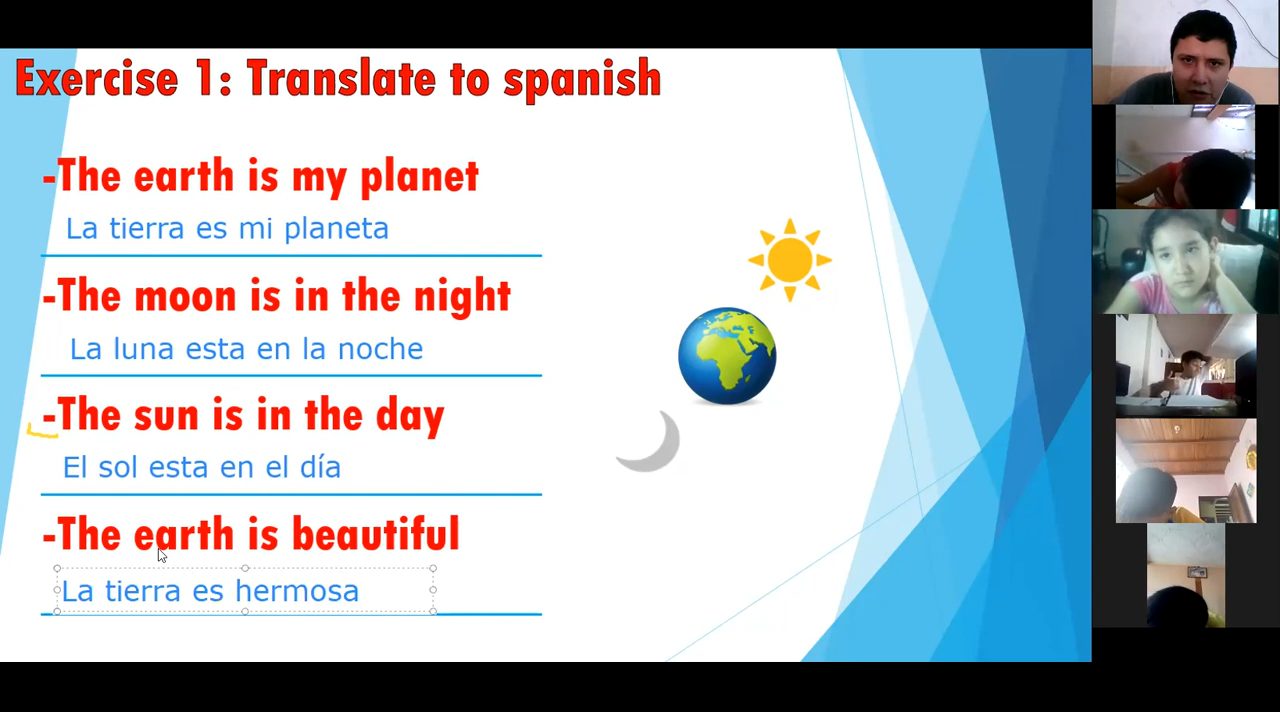 Exercise 1: Translate to spanish
-The earth is my planet
La tierra es mi planeta
-The moon is in the night
La luna esta en la noche
-The sun is in the day
El sol esta en el día
-The earth is beautiful
La tierra es hermosa